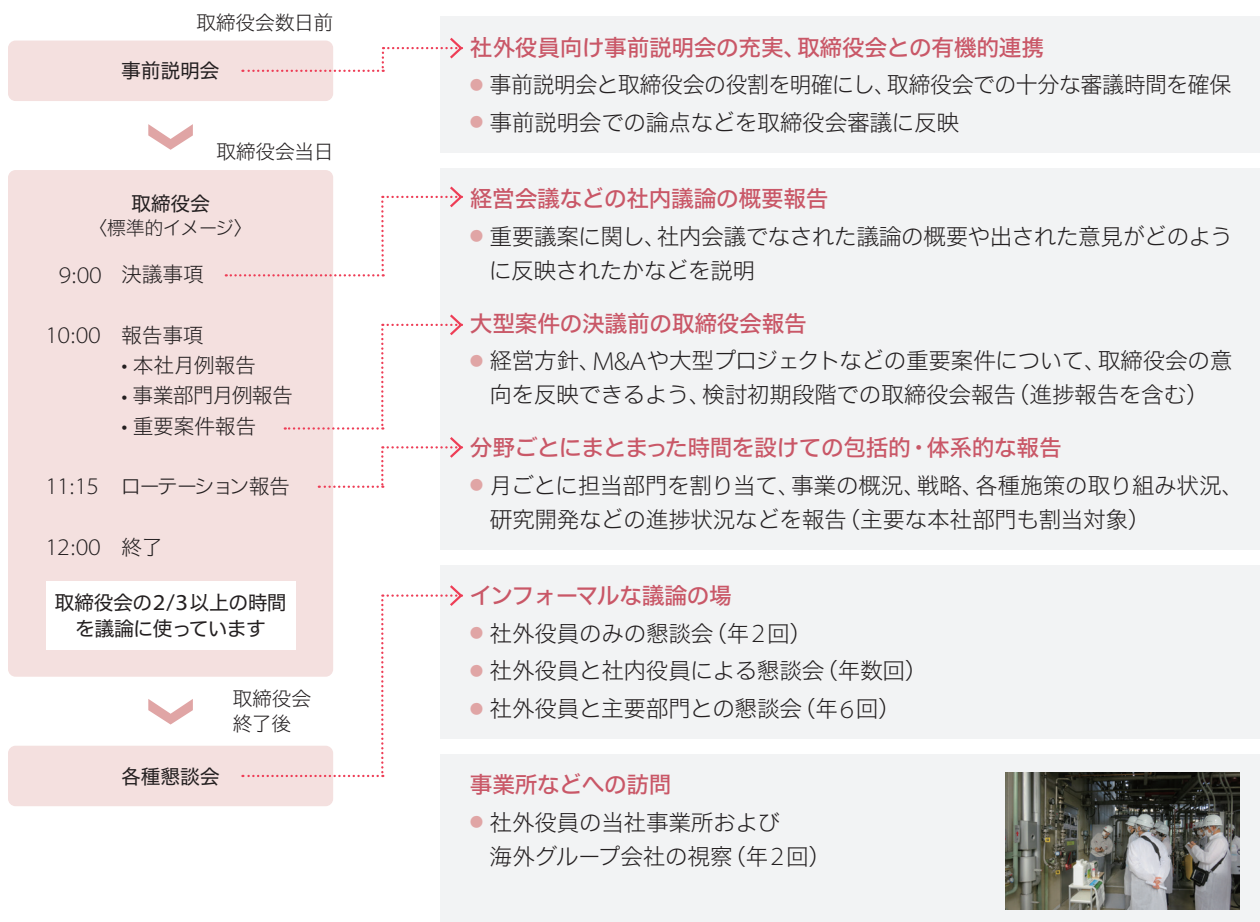 取締役会数日前
事前説明会
社外役員向け事前説明会の充実、取締役会との有機的連携
● 事前説明会と取締役会の役割を明確にし、取締役会での十分な審議時間を確保
● 事前説明会での論点などを取締役会審議に反映
取締役会当日
取締役会
〈標準的イメージ〉
9:00 決議事項
10:00 報告事項
• 本社月例報告
• 事業部門月例報告
• 重要案件報告
11:15 ローテーション報告
12:00 終了
取締役会の2/3以上の時間
を議論に使っています
経営会議などの社内議論の概要報告
● 重要議案に関し、社内会議でなされた議論の概要や出された意見がどのよう
に反映されたかなどを説明
大型案件の決議前の取締役会報告
● 経営方針、M&Aや大型プロジェクトなどの重要案件について、取締役会の意
向を反映できるよう、検討初期段階での取締役会報告（進捗報告を含む）
分野ごとにまとまった時間を設けての包括的・体系的な報告
● 月ごとに担当部門を割り当て、事業の概況、戦略、各種施策の取り組み状況、
研究開発などの進捗状況などを報告（主要な本社部門も割当対象）
取締役会
終了後
各種懇談会
インフォーマルな議論の場
● 社外役員のみの懇談会（年2回）
● 社外役員と社内役員による懇談会（年数回）
● 社外役員と主要部門との懇談会（年6回）
事業所などへの訪問
● 社外役員の当社事業所および
海外グループ会社の視察（年2回）